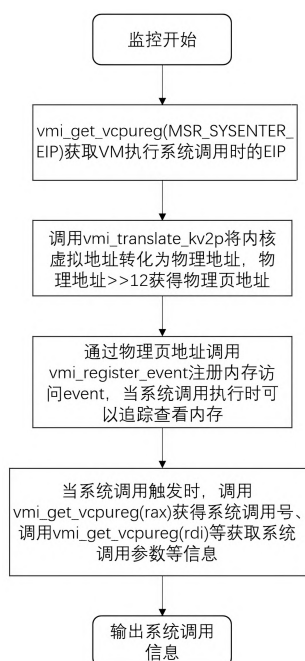 监控开始
vmi_get_vcpureg(MSR_SYSENTER_
EIP)获取VM执行系统调用时的EIP
调用vmi_translate_kv2p将内核
虚拟地址转化为物理地址，物
理地址>>12获得物理页地址
通过物理页地址调用
vmi_register_event注册内存访
问event，当系统调用执行时可
以追踪查看内存
当系统调用触发时，调用
vmi_get_vcpureg(rax)获得系统调用号、
调用vmi_get_vcpureg(rdi)等获取系统
调用参数等信息
输出系统调用
信息